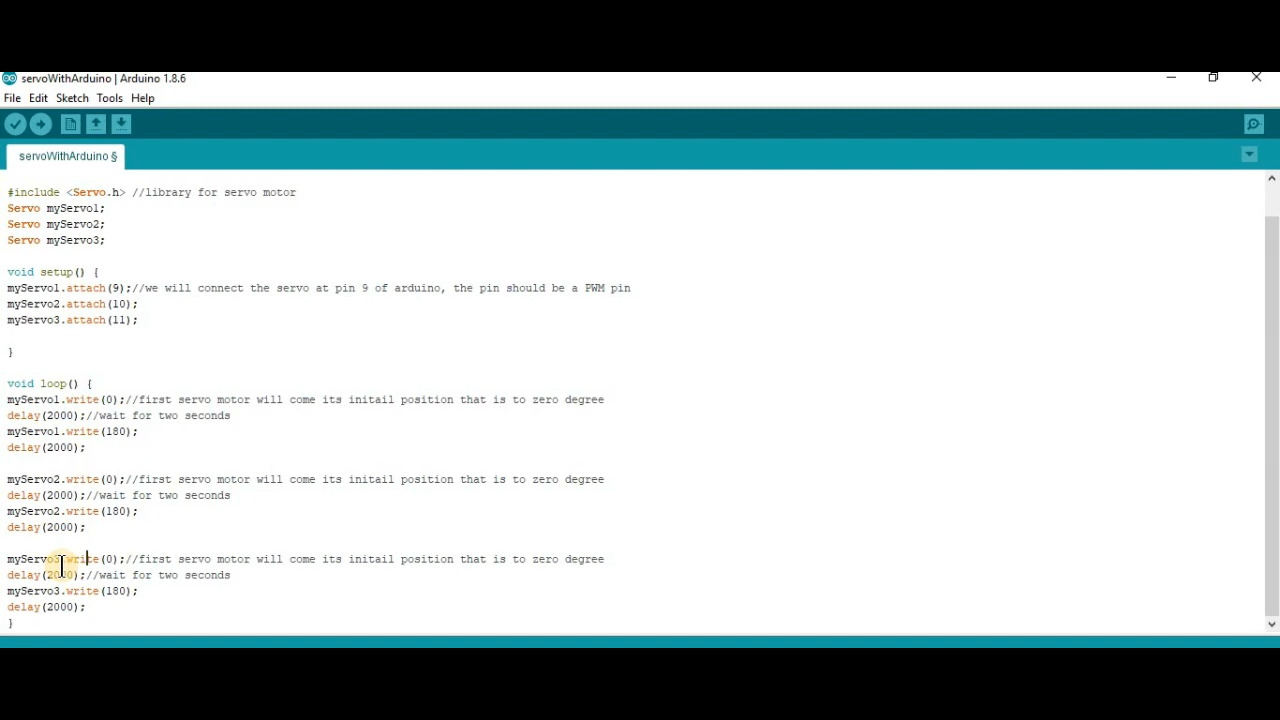 servoWithArduino | Arduino 1.8.6
File Edit Sketch Tools Help
servoWithArduino §
#include <Servo.h> //library for servo motor
Servo myServo1;
Servo myServo2;
Servo myServo3;
void setup() {
myServo1.attach(9);//we will connect the servo at pin 9 of arduino, the pin should be a PWM pin
myServo2.attach(10);
myServo3.attach(11);
}
void loop() {
myServo1.write(0);//first servo motor will come its initail position that is to zero degree
delay(2000);//wait for two seconds
myServo1.write(180);
delay(2000);
myServo2.write(0);//first servo motor will come its initail position that is to zero degree
delay(2000);//wait for two seconds
myServo2.write(180);
delay(2000);
myServo3.write(0);//first servo motor will come its initail position that is to zero degree
delay(2000);//wait for two seconds
myServo3.write(180);
delay(2000);
}